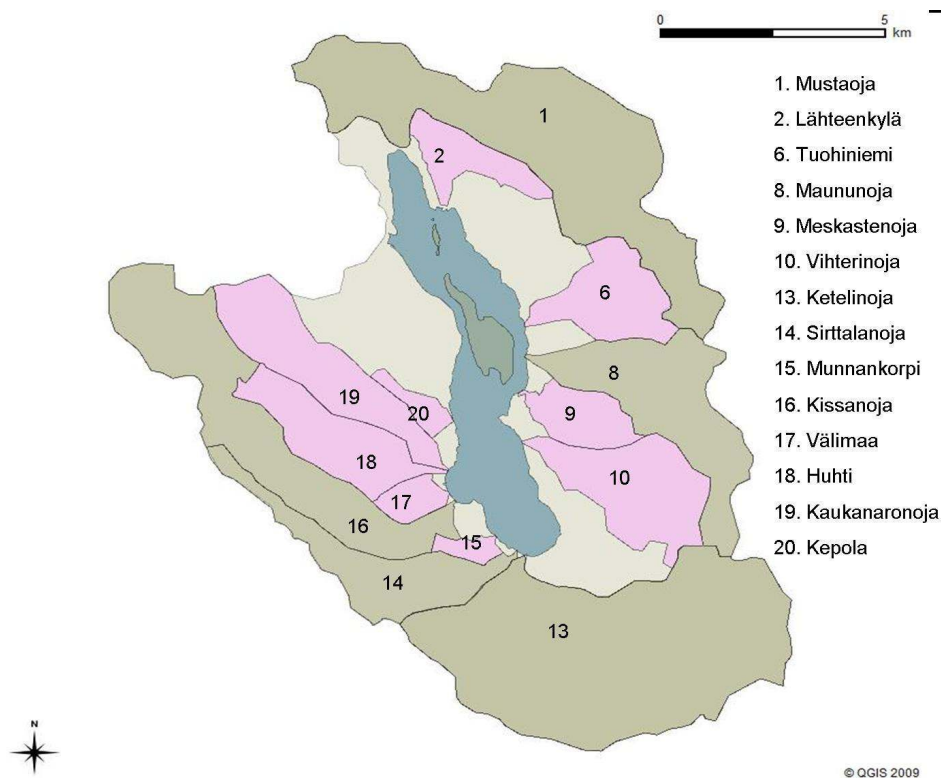 0 5
km
1. Mustaoja
2. Lähteenkylä
6. Tuohiniemi
8. Maununoja
9. Meskastenoja
10. Vihterinoja
13. Ketelinoja
14. Sirttalanoja
15. Munnankorpi
16. Kissanoja
17. Välimaa
18. Huhti
19. Kaukanaronoja
20. Kepola
1
2
6
8
19
20
9
18
10
17
16
15
14
13
N
© QGIS 2009